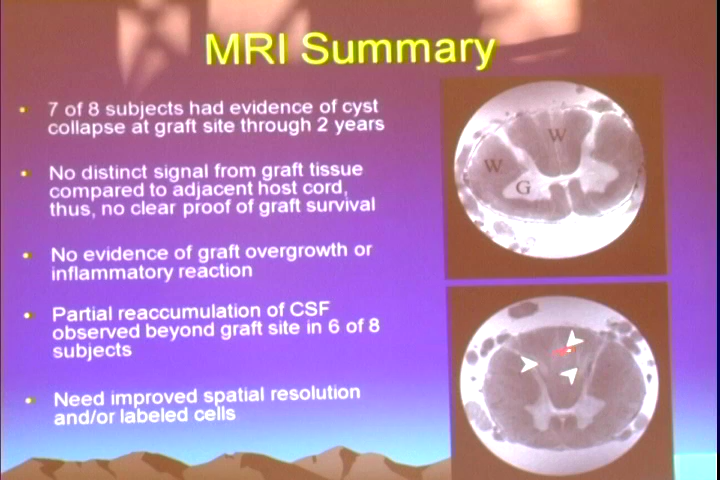 MRI Summary
• 7 of 8 subjects had evidence of cyst
collapse at graft site through 2 years
• No distinct signal from graft tissue
compared to adjacent host cord,
thus, no clear proof of graft survival
• No evidence of graft overgrowth or
inflammatory reaction
• Partial reaccumulation of CSF
observed beyond graft site in 6 of 8
subjects
• Need improved spatial resolution
and/or labeled cells
W
W
G